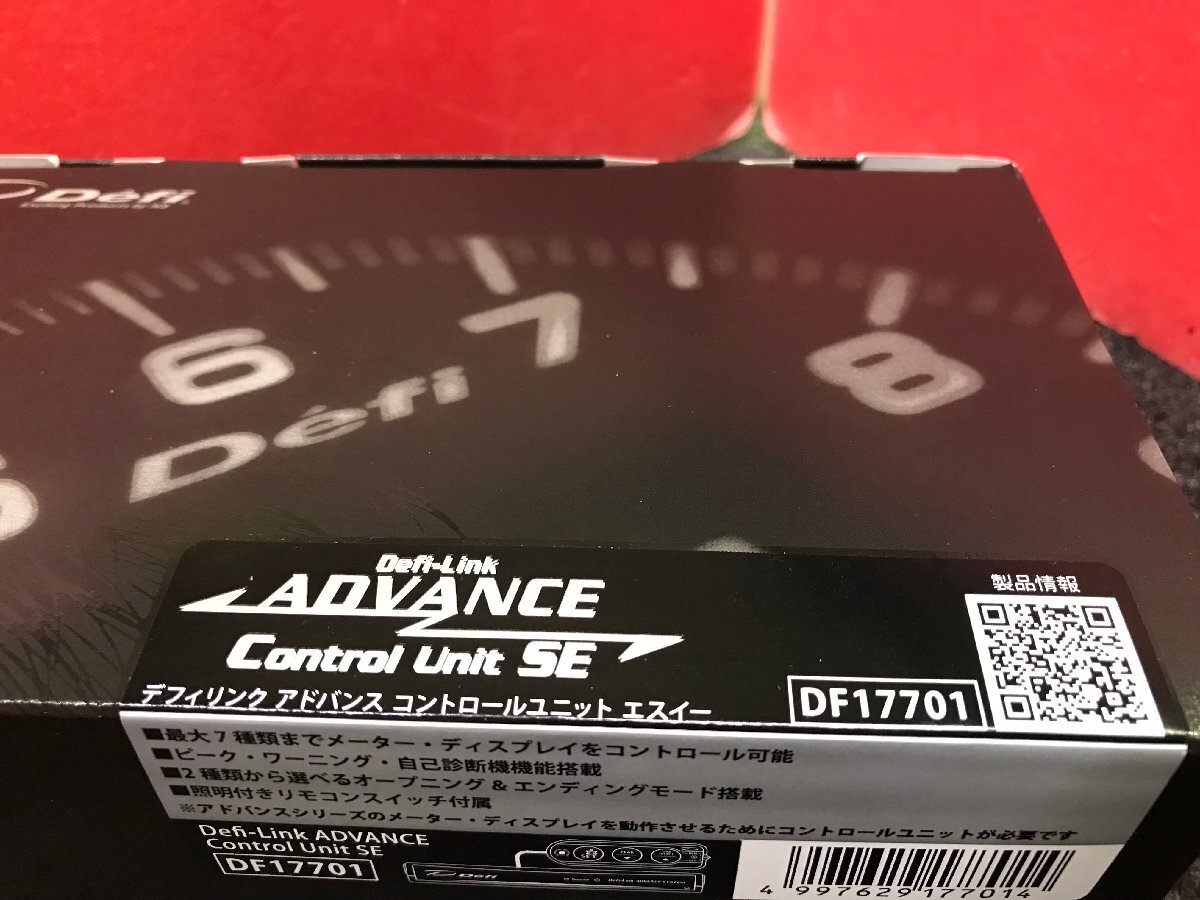 Défi
6
7
8
Défi
Defi-Link
ADVANCE
Control Unit SE
デフィリンク アドバンス コントロールユニット エスイー
DF17701
製品情報
■最大7種類までメーター・ディスプレイをコントロール可能
■ピーク・ワーニング・自己診断機機能搭載
■2種類から選べるオープニング&エンディングモード搭載
■照明付きリモコンスイッチ付属
※アドバンスシリーズのメーター・ディスプレイを動作させるためにコントロールユニットが必要です
Defi-Link ADVANCE
Control Unit SE
DF17701
Défi
4 997629 177014